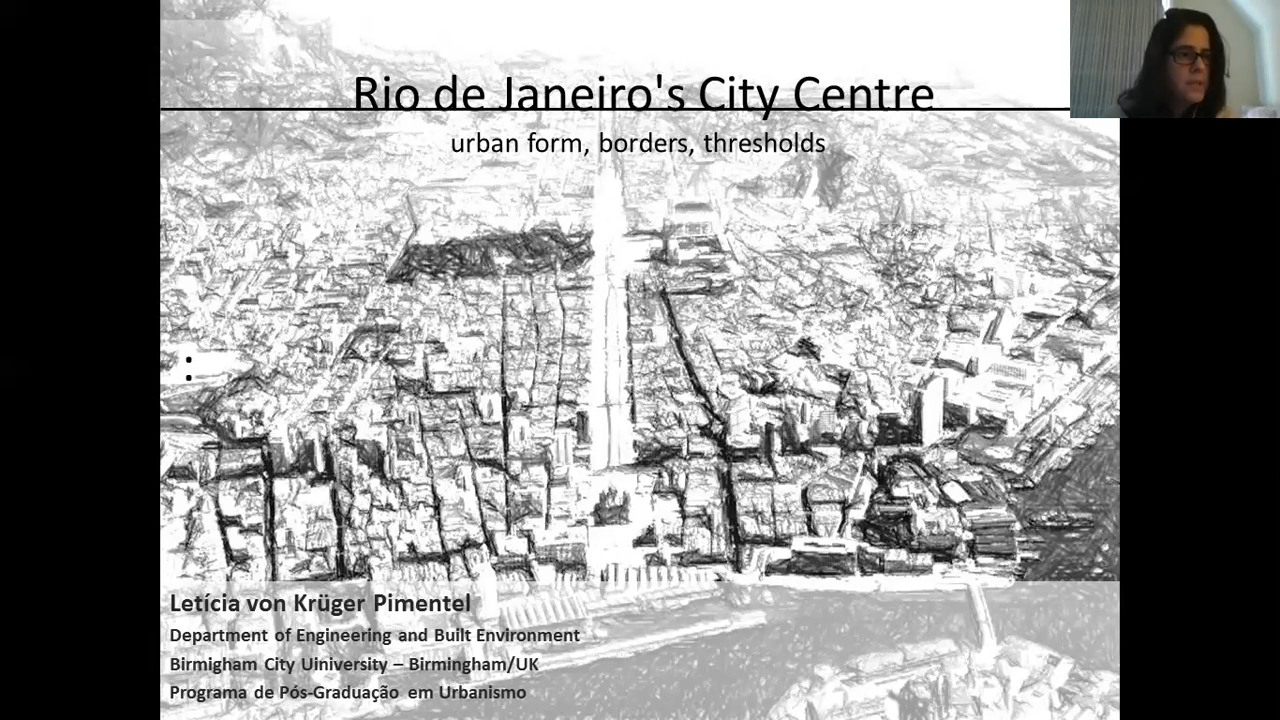 Rio de Janeiro's City Centre
urban form, borders, thresholds
:
Letícia von Krüger Pimentel
Department of Engineering and Built Environment
Birmigham City Uiniversity – Birmingham/UK
Programa de Pós-Graduação em Urbanismo